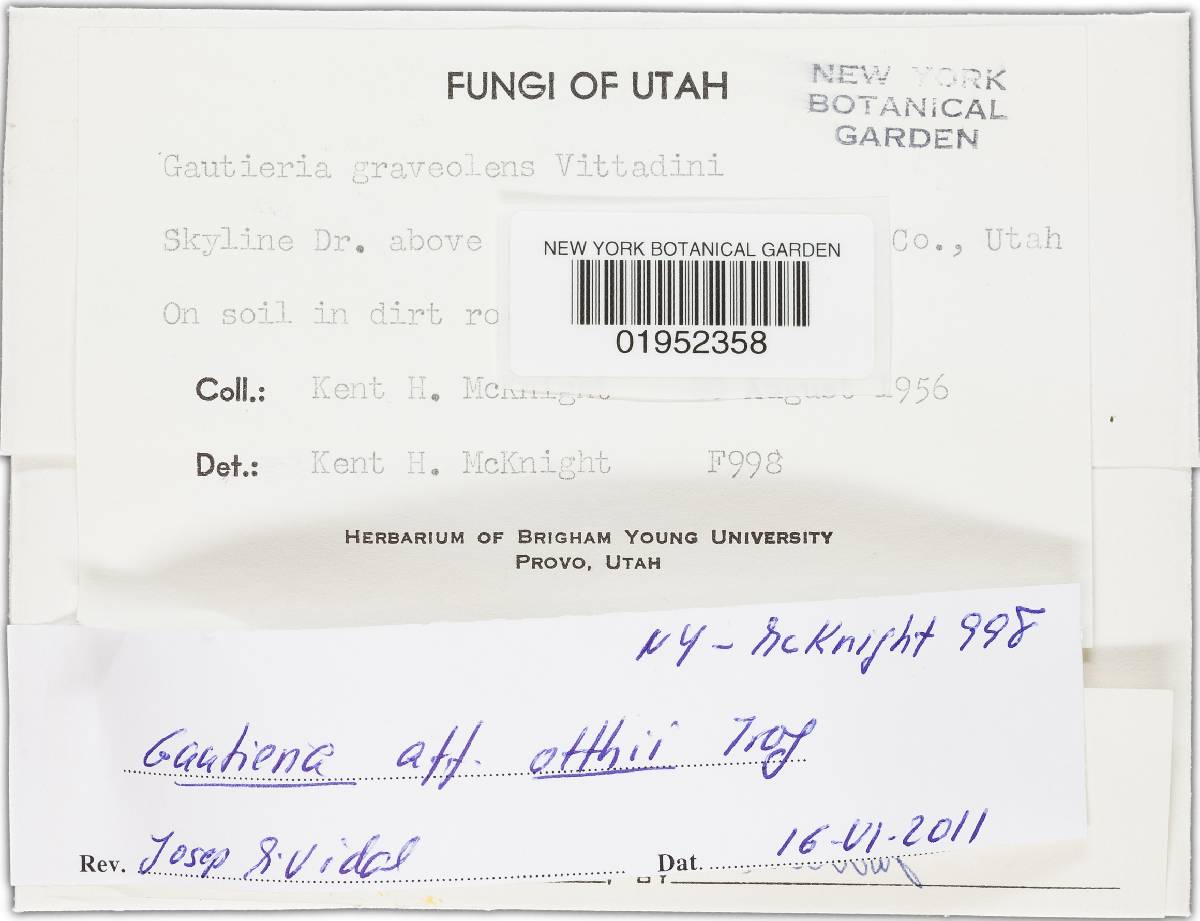 FUNGI OF UTAH
NEW YORK
BOTANICAL
GARDEN
Gautieria graveolens Vittadini
Skyline Dr. above Co., Utah
On soil in dirt ro
NEW YORK BOTANICAL GARDEN
01952358
Coll.: Kent H. McKnight August 1956
Det.: Kent H. McKnight F998
HERBARIUM OF BRIGHAM YOUNG UNIVERSITY
PROVO, UTAH
NY - McKnight 998
Gautieria aff. otthii Trog
Rev. Josep M. Vidal Dat. 16-VI-2011